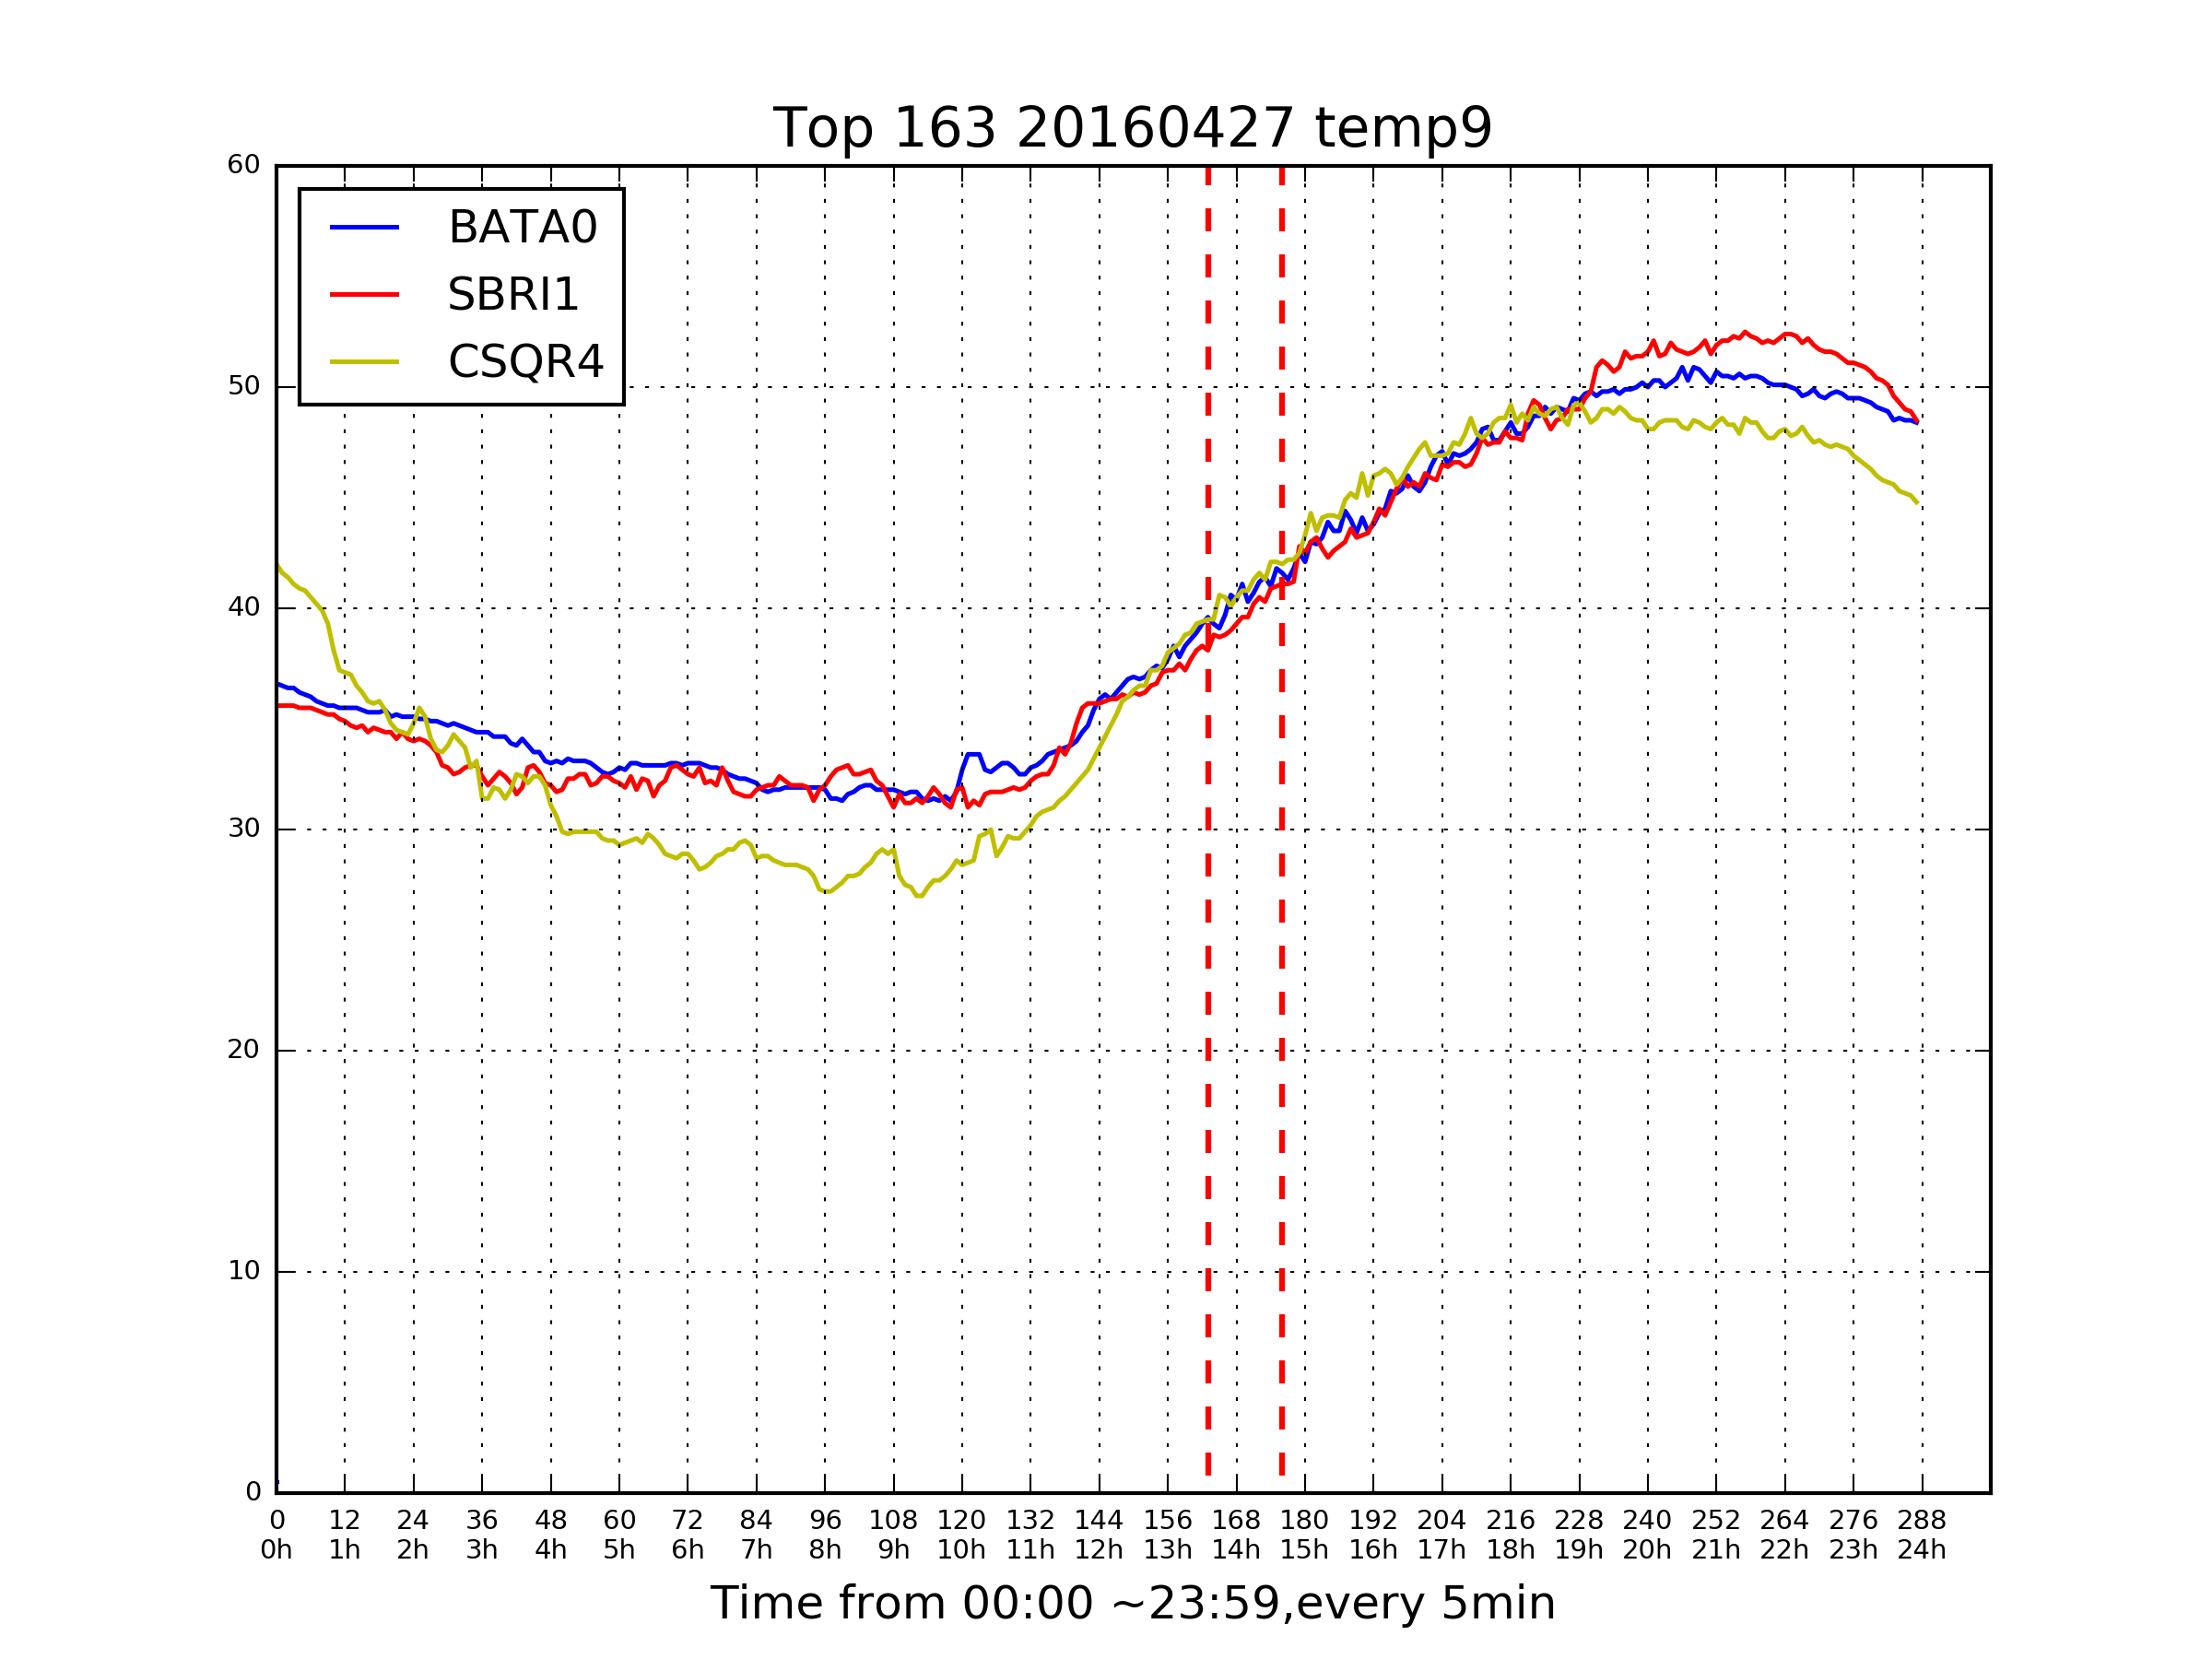 Top 163 20160427 temp9
60
BATA0
SBRI1
CSQR4
50
40
30
20
10
0
0 12 24 36 48 60 72 84 96 108 120 132 144 156 168 180 192 204 216 228 240 252 264 276 288
0h 1h 2h 3h 4h 5h 6h 7h 8h 9h 10h 11h 12h 13h 14h 15h 16h 17h 18h 19h 20h 21h 22h 23h 24h
Time from 00:00 ~23:59,every 5min